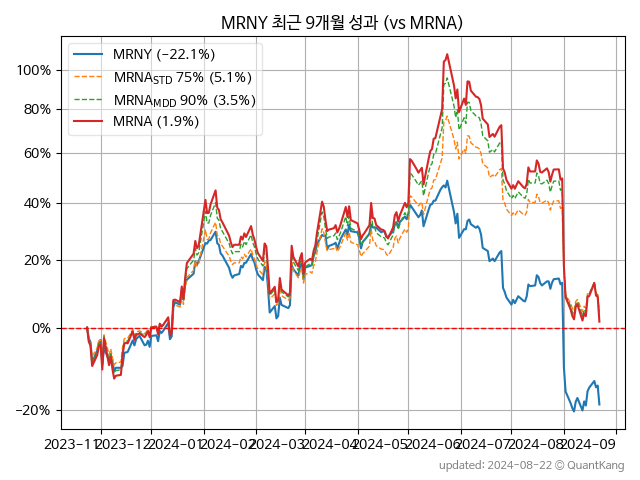 MRNY 최근 9개월 성과 (vs MRNA)
MRNY (−22.1%)
MRNA_STD 75% (5.1%)
MRNA_MDD 90% (3.5%)
MRNA (1.9%)
100%
80%
60%
40%
20%
0%
−20%
2023-11 2023-12 2024-01 2024-02 2024-03 2024-04 2024-05 2024-06 2024-07 2024-08 2024-09
updated: 2024-08-22 © QuantKang